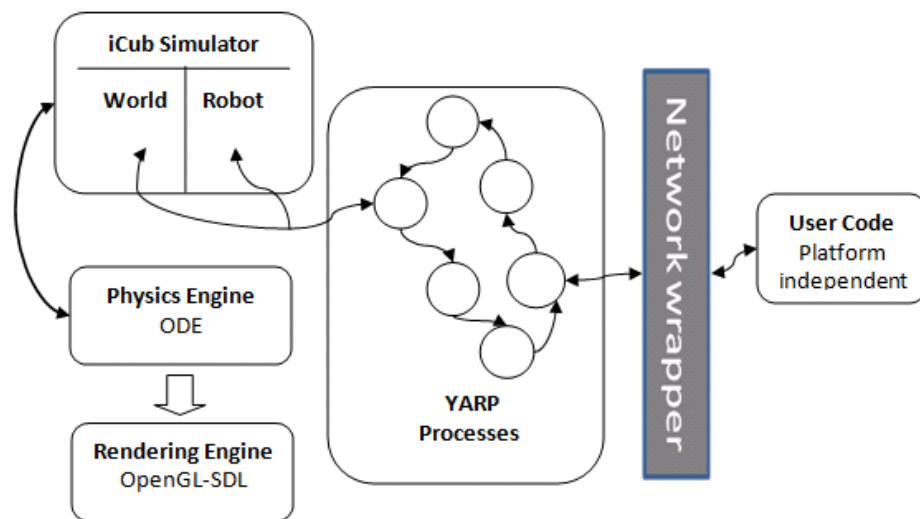 iCub Simulator
World
Robot
Physics Engine
ODE
Rendering Engine
OpenGL-SDL
YARP
Processes
Network wrapper
User Code
Platform
independent